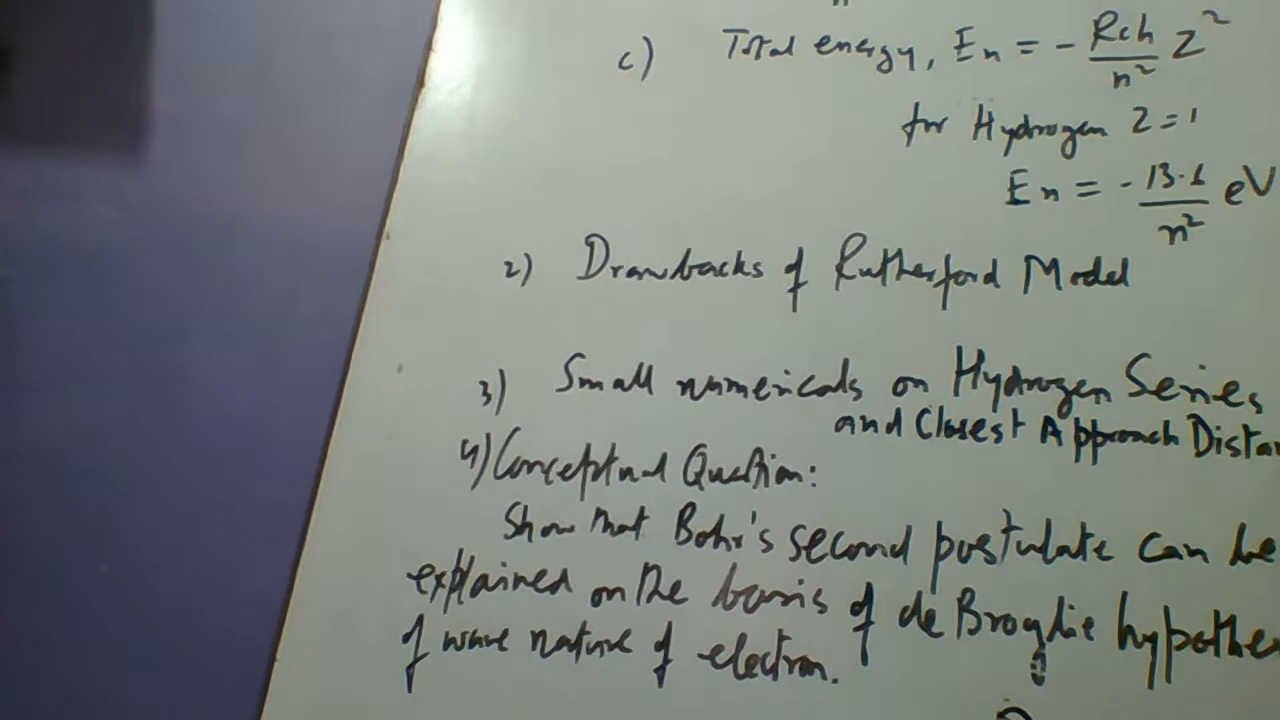 c) Total energy, En = - Rch/n² Z²
for Hydrogen Z=1
En = - 13.6/n² eV
2) Drawbacks of Rutherford Model
3) Small numericals on Hydrogen Series
and Closest Approach Distan
4) Conceptual Question:
Show that Bohr's second postulate can be
explained on the basis of de Broglie hypothe
of wave nature of electron.